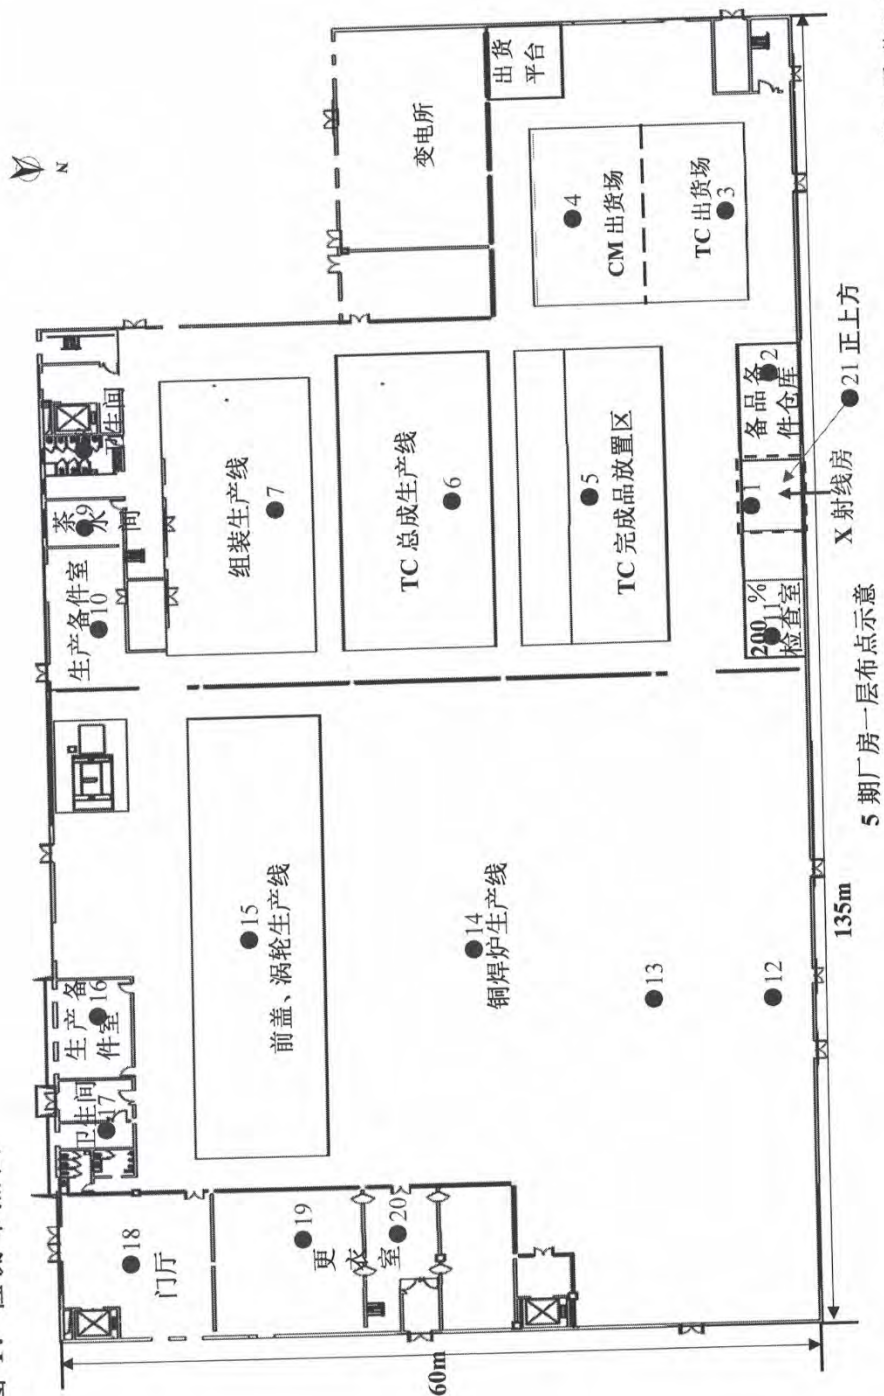 N
变电所
出货
平台
4
CM 出货场
TC 出货场
3
卫生间
茶水间
9
生产备件室
10
组装生产线
7
TC 总成生产线
6
5
TC 完成品放置区
备品备
件仓库
2
1
X 射线房
21 正上方
200%
检查室
11
15
前盖、涡轮生产线
14
铜焊炉生产线
13
12
生产备
件室
16
卫生间
17
18
门厅
19
更衣室
20
60m
135m
5 期厂房一层布点示意